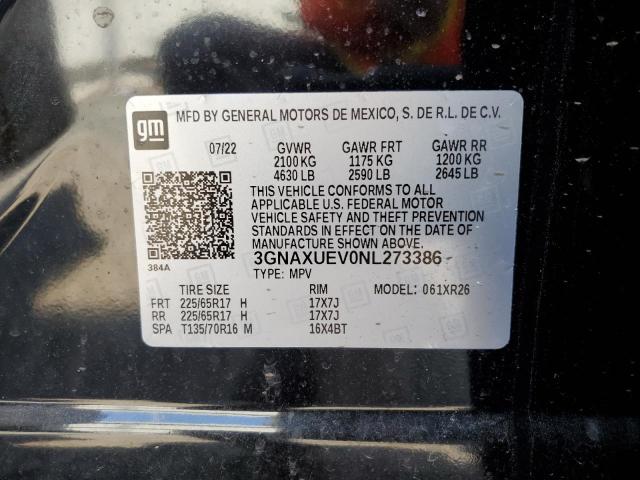 gm
MFD BY GENERAL MOTORS DE MEXICO, S. DE R.L. DE C.V.
07/22 GVWR GAWR FRT GAWR RR
2100 KG 1175 KG 1200 KG
4630 LB 2590 LB 2645 LB
THIS VEHICLE CONFORMS TO ALL
APPLICABLE U.S. FEDERAL MOTOR
VEHICLE SAFETY AND THEFT PREVENTION
STANDARDS IN EFFECT ON THE DATE OF
MANUFACTURE SHOWN ABOVE.
384A
3GNAXUEV0NL273386
TYPE: MPV
TIRE SIZE RIM MODEL: 061XR26
FRT 225/65R17 H 17X7J
RR 225/65R17 H 17X7J
SPA T135/70R16 M 16X4BT